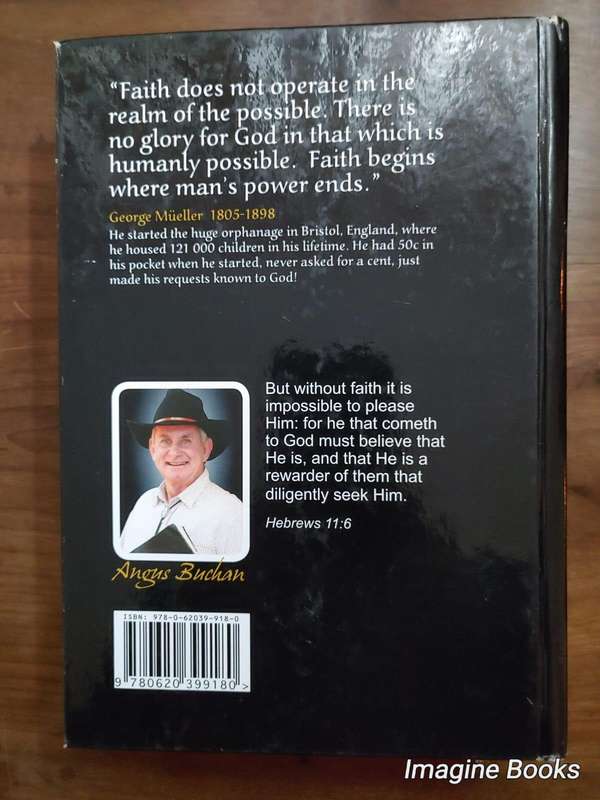 “Faith does not operate in the
realm of the possible. There is
no glory for God in that which is
humanly possible. Faith begins
where man's power ends.”
George Müeller 1805-1898
He started the huge orphanage in Bristol, England, where
he housed 121 000 children in his lifetime. He had 50c in
his pocket when he started, never asked for a cent, just
made his requests known to God!
But without faith it is
impossible to please
Him: for he that cometh
to God must believe that
He is, and that He is a
rewarder of them that
diligently seek Him.
Hebrews 11:6
Angus Buchan
ISBN: 978-0-62039-918-0
9 780620 399180 >
Imagine Books